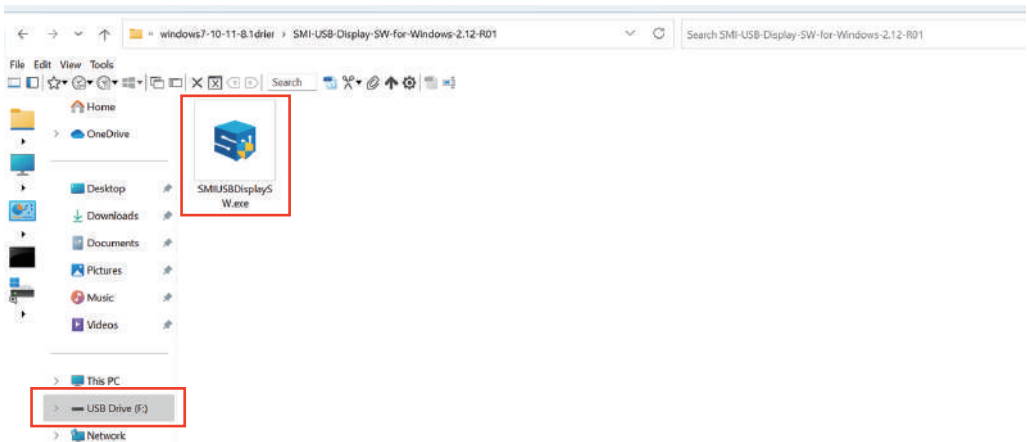 windows7-10-11-8.1drier › SMI-USB-Display-SW-for-Windows-2.12-R01
Search SMI-USB-Display-SW-for-Windows-2.12-R01
File Edit View Tools
Search
Home
OneDrive
SMIUSBDisplayS
W.exe
Desktop
Downloads
Documents
Pictures
Music
Videos
This PC
USB Drive (F:)
Network